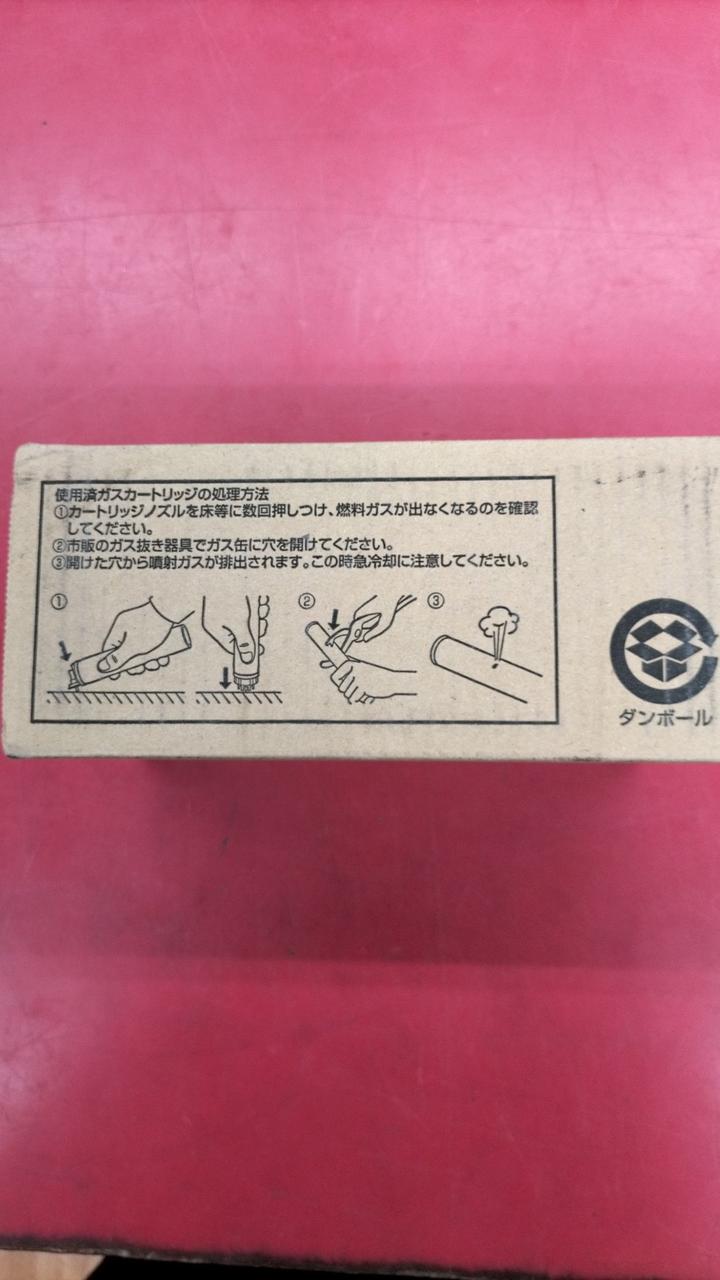 使用済ガスカートリッジの処理方法
①カートリッジノズルを床等に数回押しつけ、燃料ガスが出なくなるのを確認
してください。
②市販のガス抜き器具でガス缶に穴を開けてください。
③開けた穴から噴射ガスが排出されます。この時急冷却に注意してください。
① ② ③
ダンボール